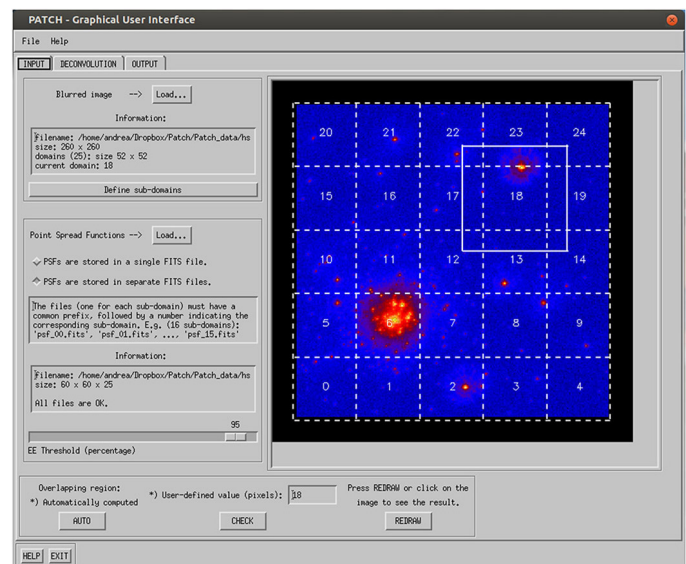 PATCH - Graphical User Interface
File Help
INPUT DECONVOLUTION OUTPUT
Blurred image --> Load...
Information:
Filename: /home/andrea/Dropbox/Patch/Patch_data/hs
size: 260 x 260
domains (25): size 52 x 52
current domain: 18
Define sub-domains
Point Spread Functions --> Load...
PSFs are stored in a single FITS file.
PSFs are stored in separate FITS files.
The files (one for each sub-domain) must have a
common prefix, followed by a number indicating the
corresponding sub-domain. E.g. (16 sub-domains):
'psf_00.fits', 'psf_01.fits', ..., 'psf_15.fits'
Information:
Filename: /home/andrea/Dropbox/Patch/Patch_data/hs
size: 60 x 60 x 25
All files are OK.
95
EE Threshold (percentage)
20 21 22 23 24
15 16 17 18 19
10 11 12 13 14
5 6 7 8 9
0 1 2 3 4
Overlapping region:
*) Automatically computed
*) User-defined value (pixels): 18
Press REDRAW or click on the
image to see the result.
AUTO CHECK REDRAW
HELP EXIT